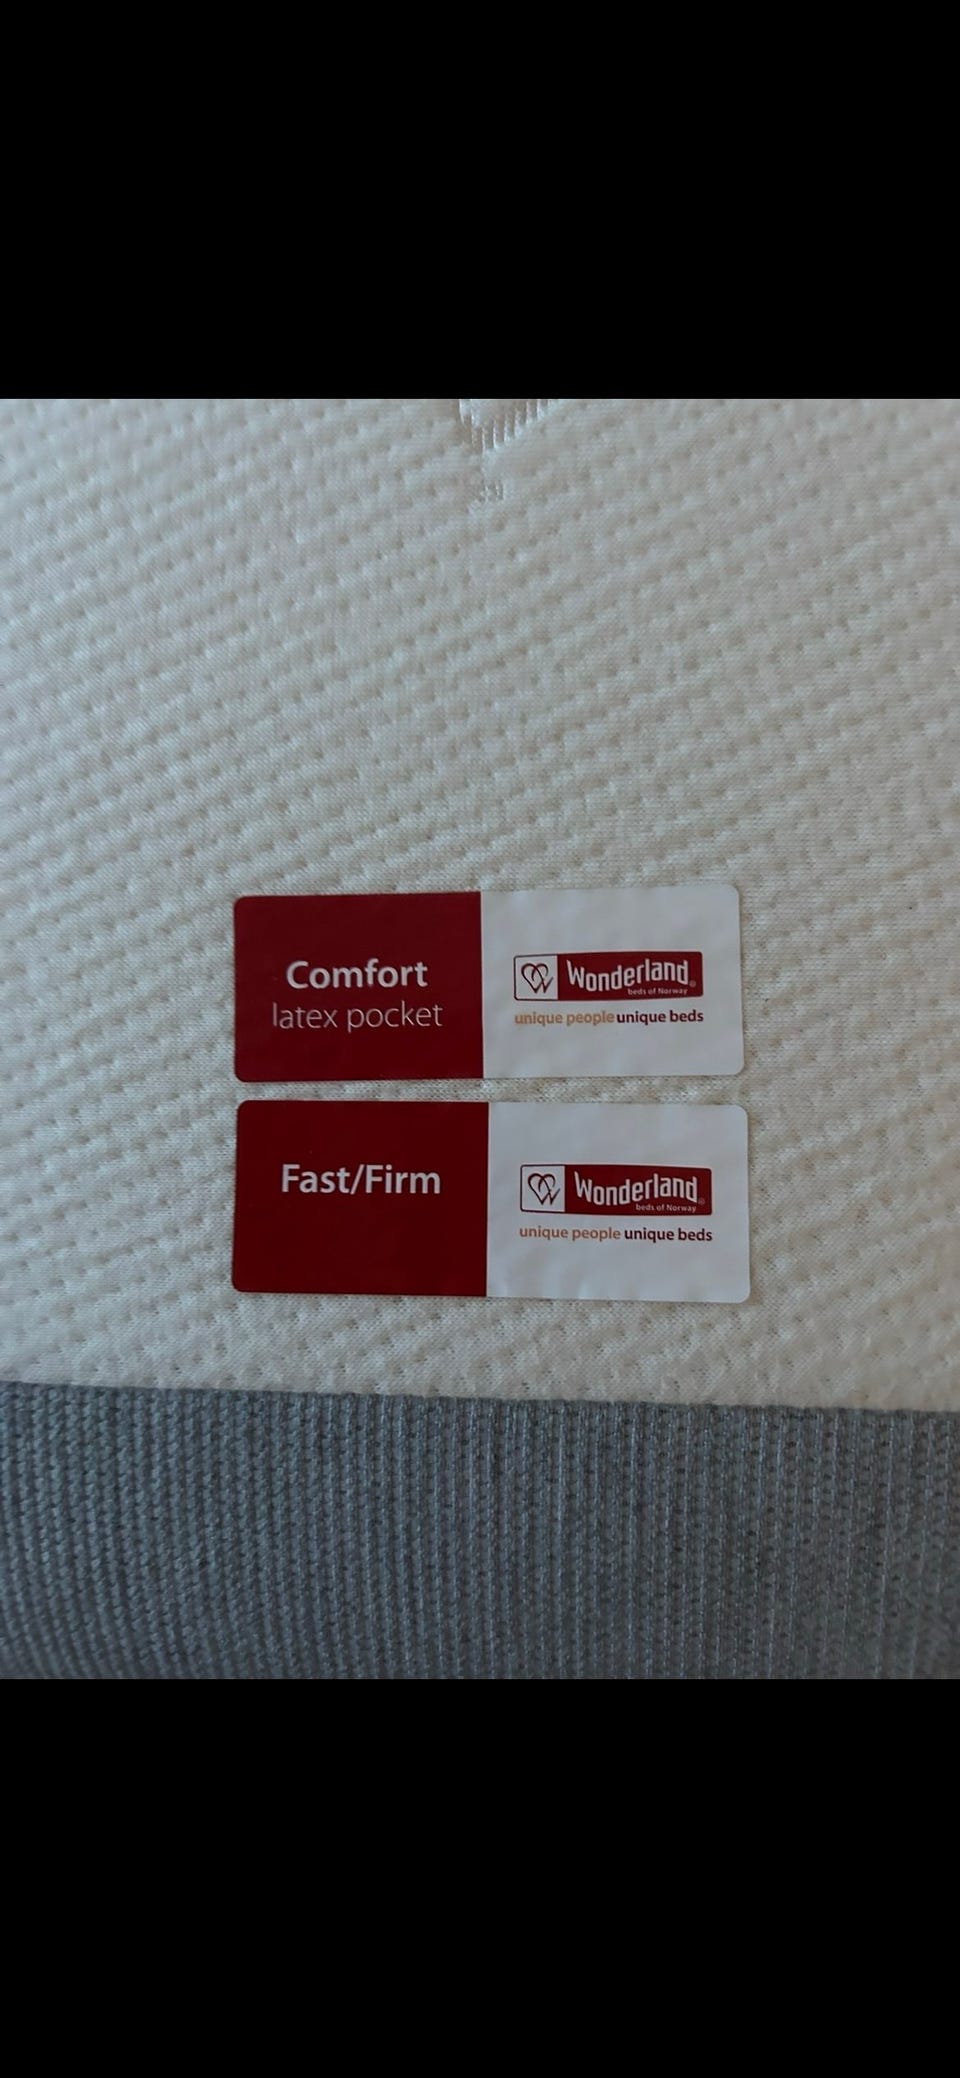 Comfort
latex pocket
Wonderland®
beds of Norway
unique people unique beds
Fast/Firm
Wonderland®
beds of Norway
unique people unique beds